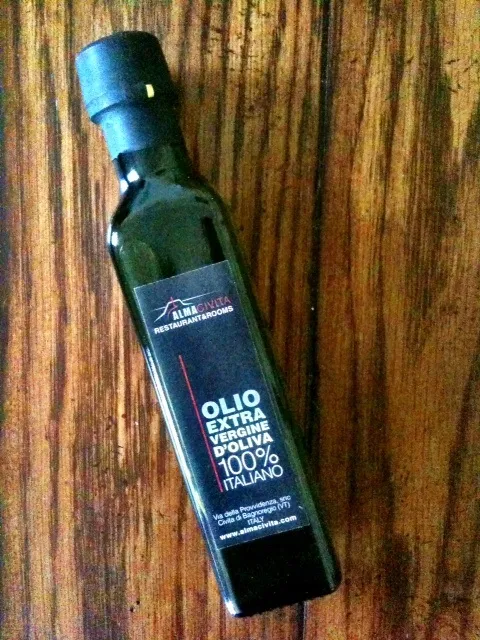 ALMACIVITA
RESTAURANT&ROOMS
OLIO
EXTRA
VERGINE
D'OLIVA
100%
ITALIANO
Via della Provvidenza, snc
Civita di Bagnoregio (VT)
ITALY
www.almacivita.com